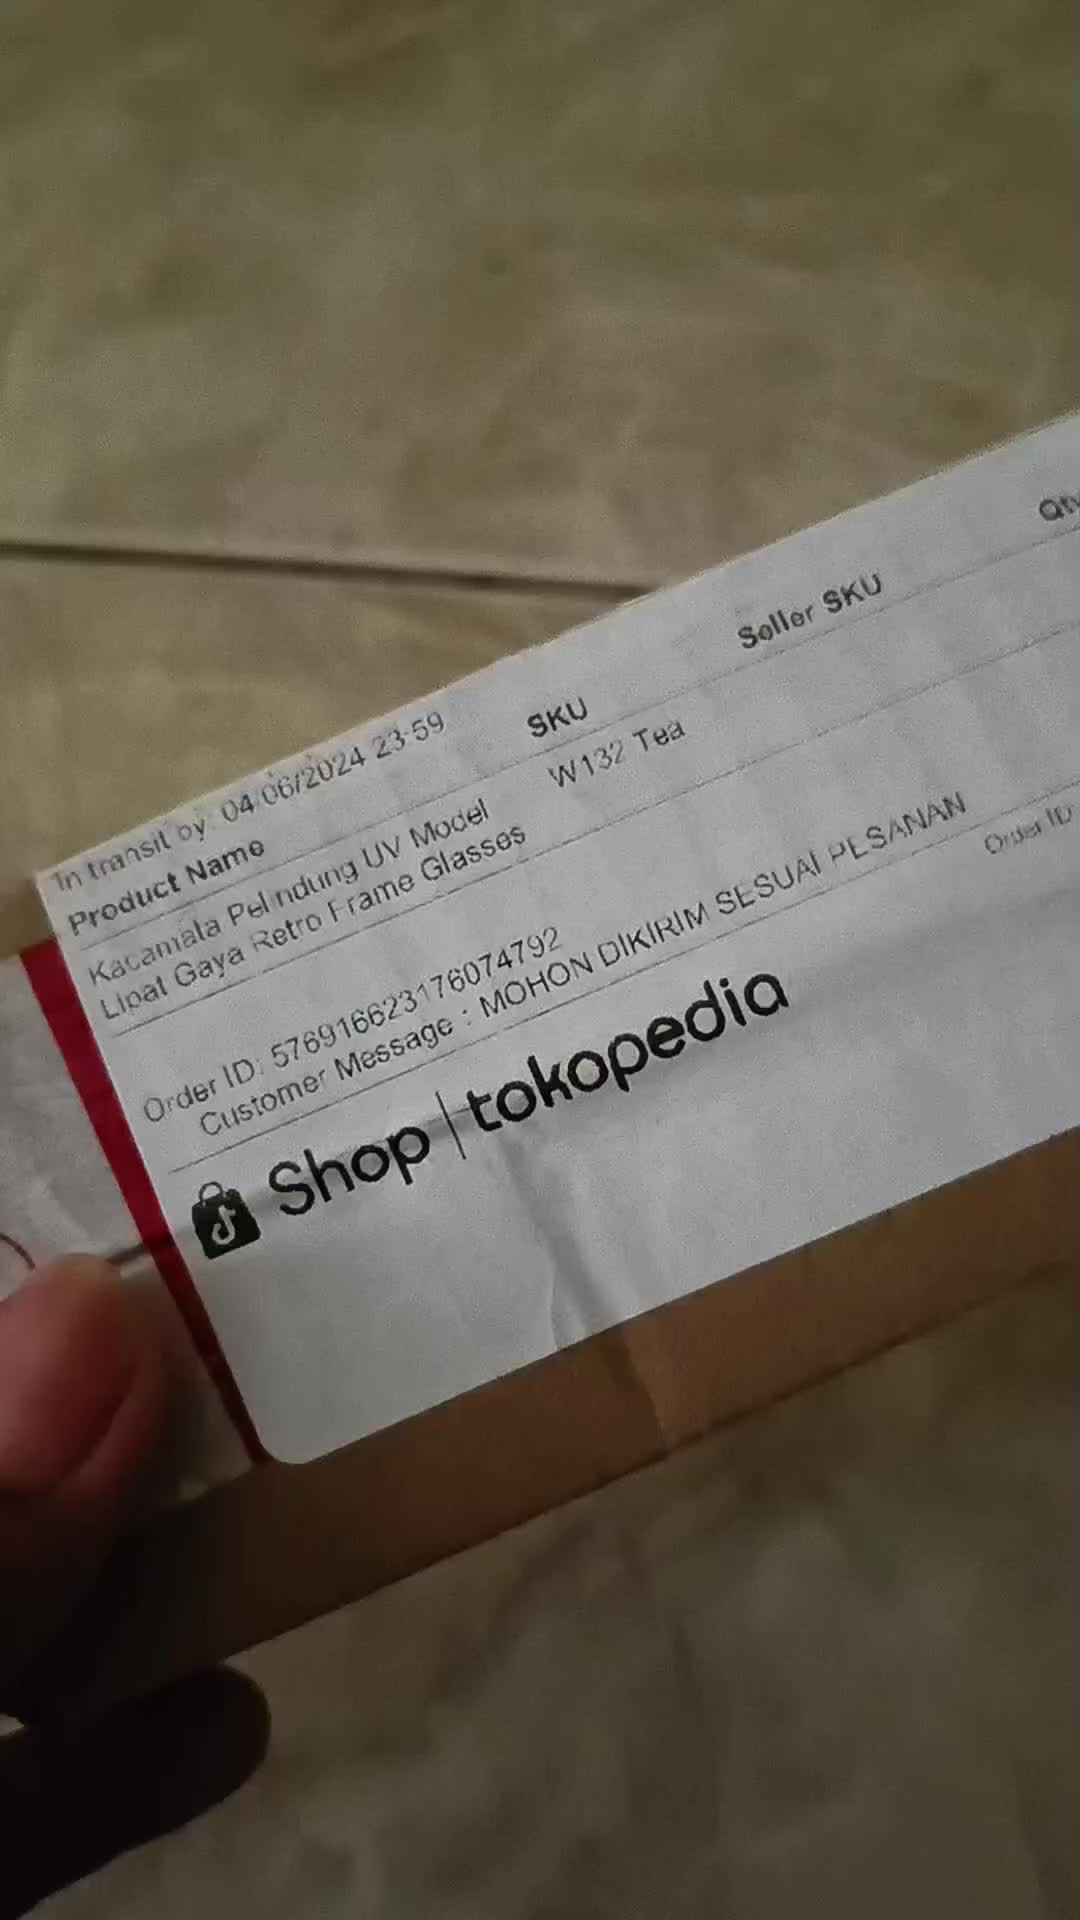 In transit by: 04/06/2024 23:59
Product Name SKU Seller SKU
Kacamata Pelindung UV Model W132 Tea
Lipat Gaya Retro Frame Glasses
Order ID: 576916623176074792
Customer Message : MOHON DIKIRIM SESUAI PESANAN
Order ID
Shop | tokopedia